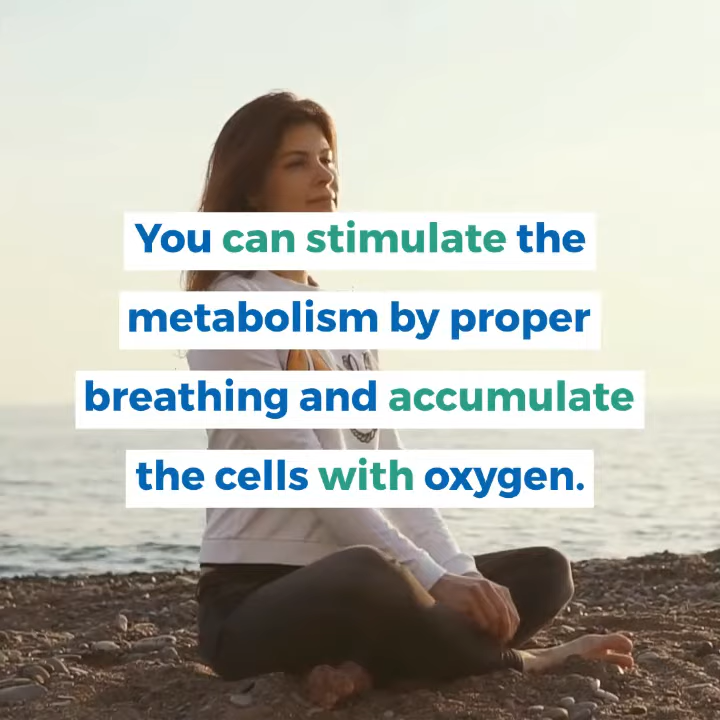 You can stimulate the
metabolism by proper
breathing and accumulate
the cells with oxygen.